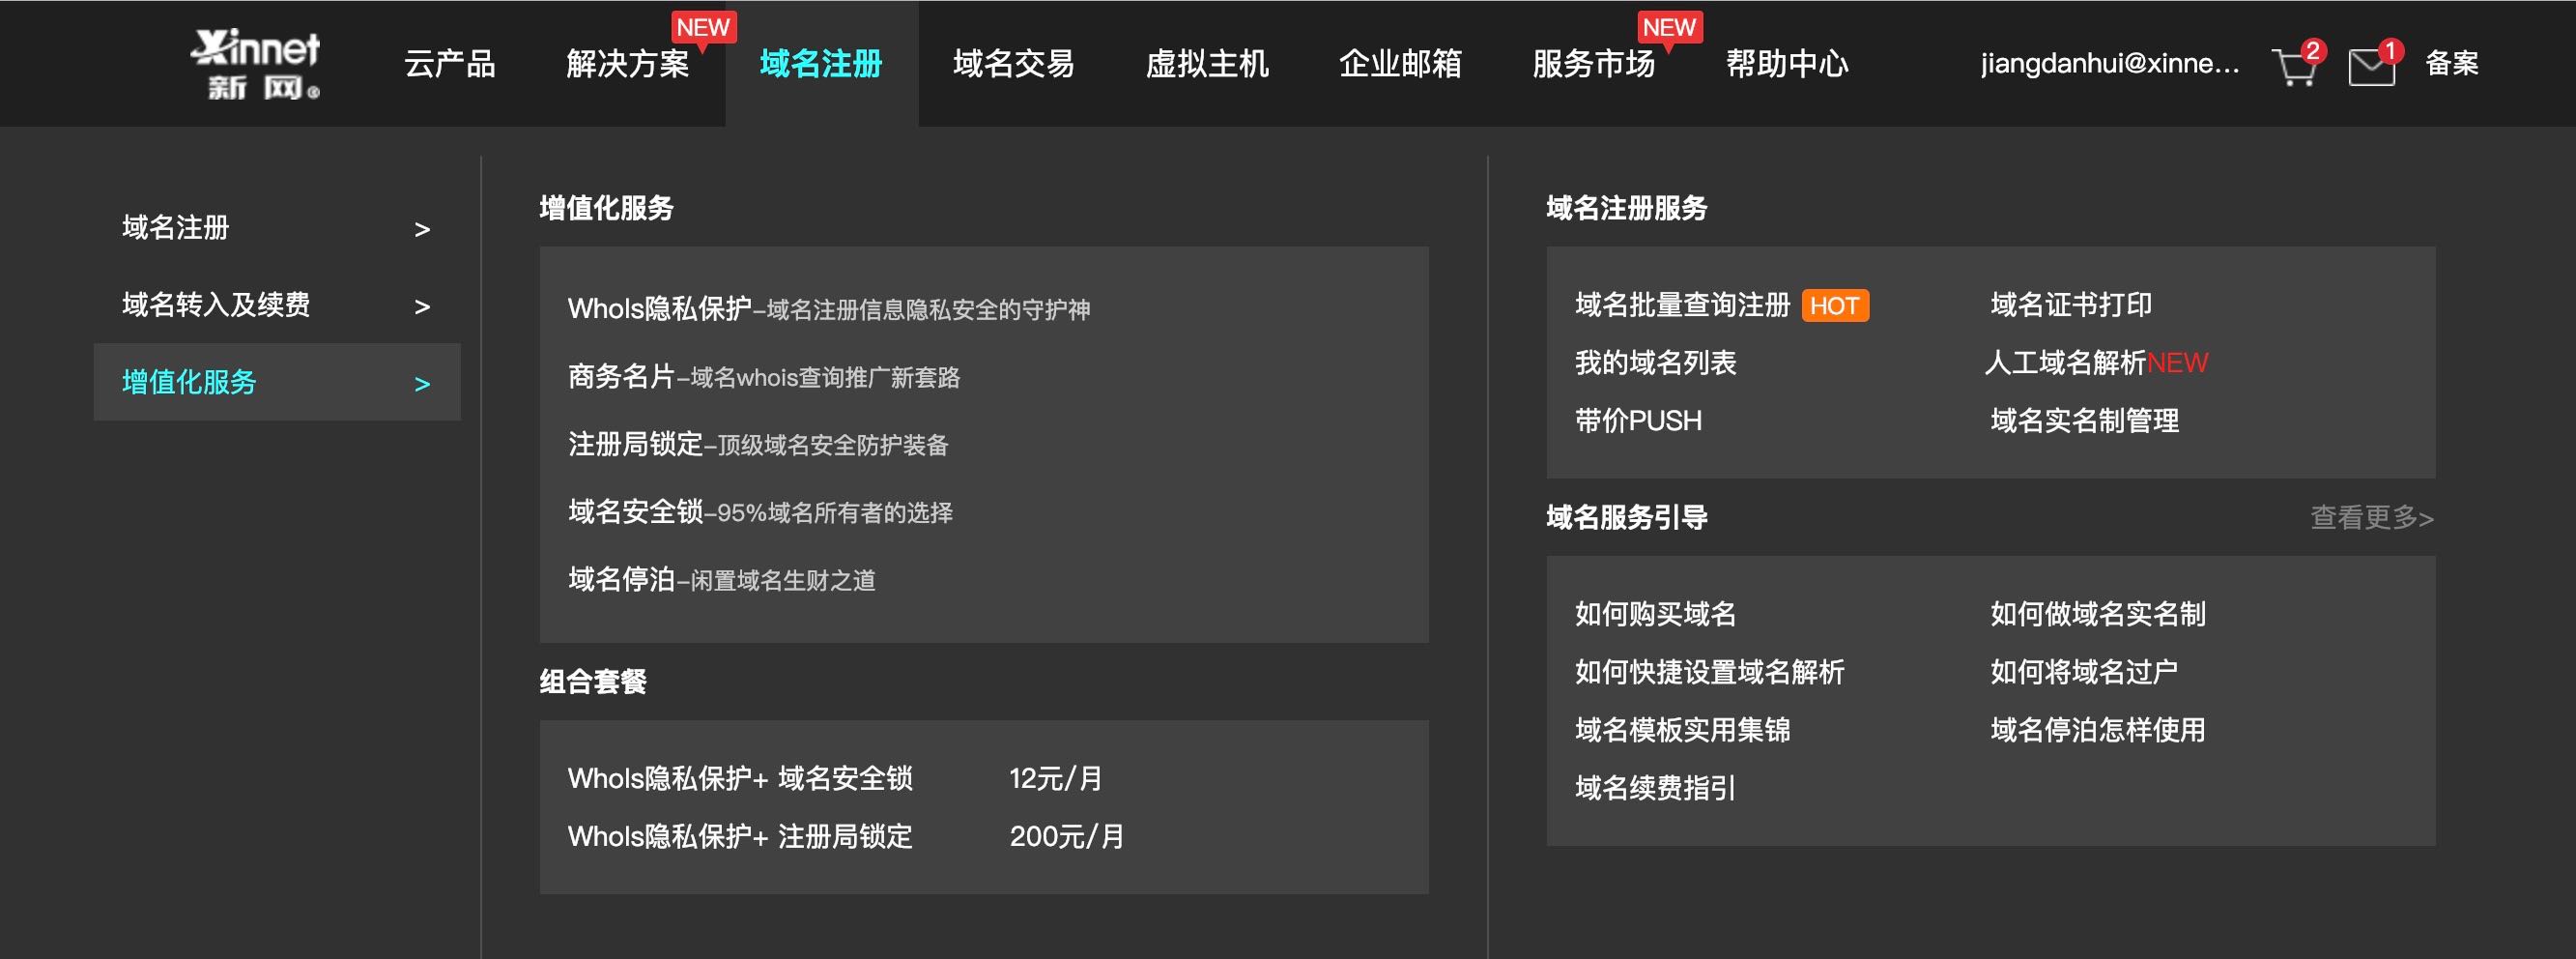 Xinnet
新网®
云产品
解决方案
NEW
域名注册
域名交易
虚拟主机
企业邮箱
服务市场
NEW
帮助中心
jiangdanhui@xinne...
2
1
备案
域名注册 >
域名转入及续费 >
增值化服务 >
增值化服务
WhoIs隐私保护-域名注册信息隐私安全的守护神
商务名片-域名whois查询推广新套路
注册局锁定-顶级域名安全防护装备
域名安全锁-95%域名所有者的选择
域名停泊-闲置域名生财之道
组合套餐
WhoIs隐私保护+ 域名安全锁 12元/月
WhoIs隐私保护+ 注册局锁定 200元/月
域名注册服务
域名批量查询注册 HOT 域名证书打印
我的域名列表 人工域名解析NEW
带价PUSH 域名实名制管理
域名服务引导 查看更多>
如何购买域名 如何做域名实名制
如何快捷设置域名解析 如何将域名过户
域名模板实用集锦 域名停泊怎样使用
域名续费指引